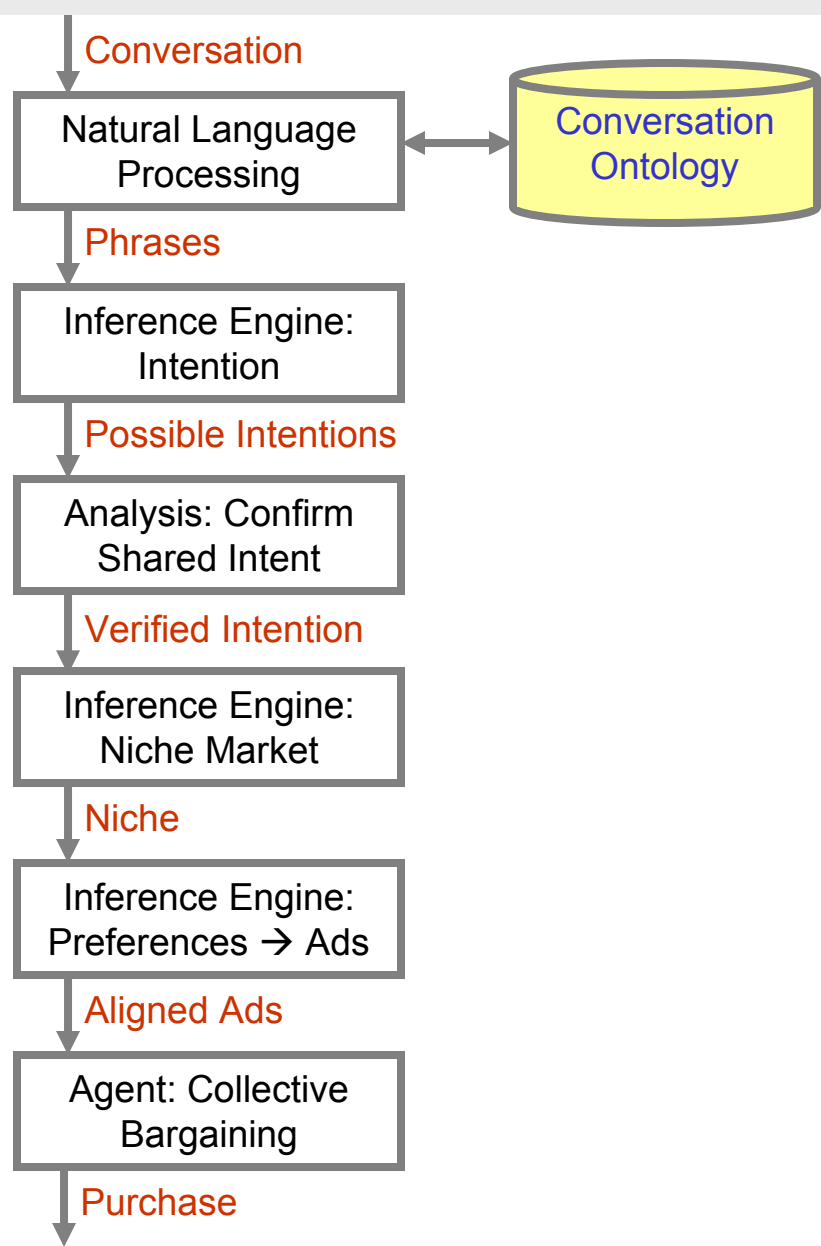 Conversation
Natural Language
Processing
Conversation
Ontology
Phrases
Inference Engine:
Intention
Possible Intentions
Analysis: Confirm
Shared Intent
Verified Intention
Inference Engine:
Niche Market
Niche
Inference Engine:
Preferences → Ads
Aligned Ads
Agent: Collective
Bargaining
Purchase